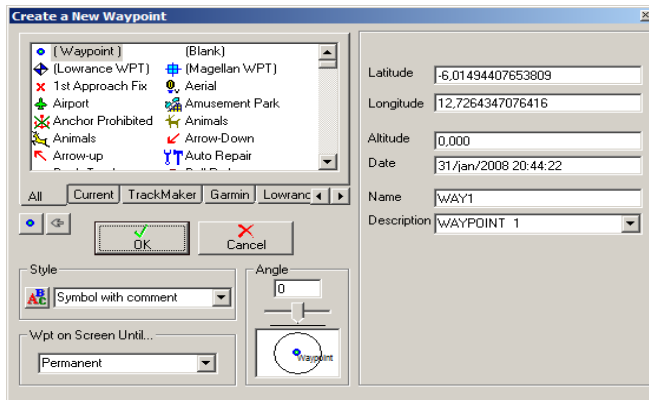 Create a New Waypoint
( Waypoint )
(Blank)
(Lowrance WPT)
(Magellan WPT)
1st Approach Fix
Aerial
Airport
Amusement Park
Anchor Prohibited
Animals
Animals
Arrow-Down
Arrow-up
Auto Repair
All
Current
TrackMaker
Garmin
Lowranc
OK
Cancel
Style
Symbol with comment
Wpt on Screen Until...
Permanent
Angle
0
Waypoint
Latitude
-6,01494407653809
Longitude
12,7264347076416
Altitude
0,000
Date
31/jan/2008 20:44:22
Name
WAY1
Description
WAYPOINT 1